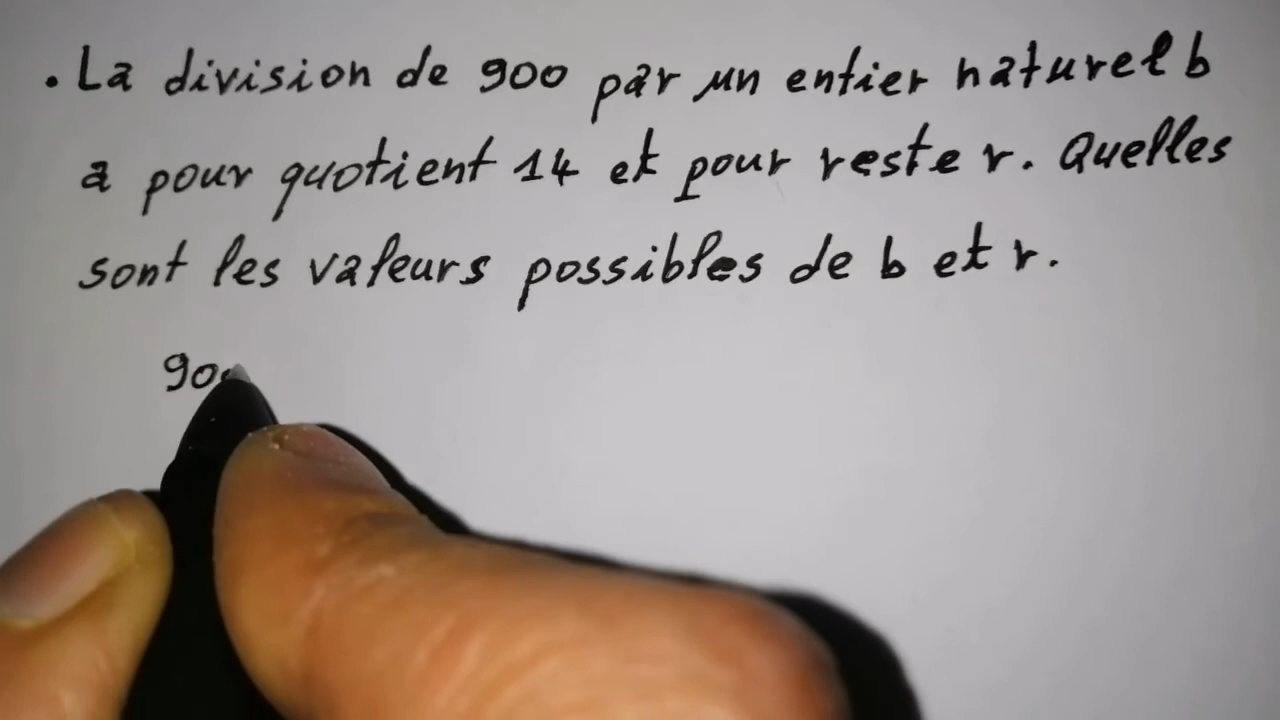 . La division de 900 par un entier naturel b
a pour quotient 14 et pour reste r. Quelles
sont les valeurs possibles de b et r.
900